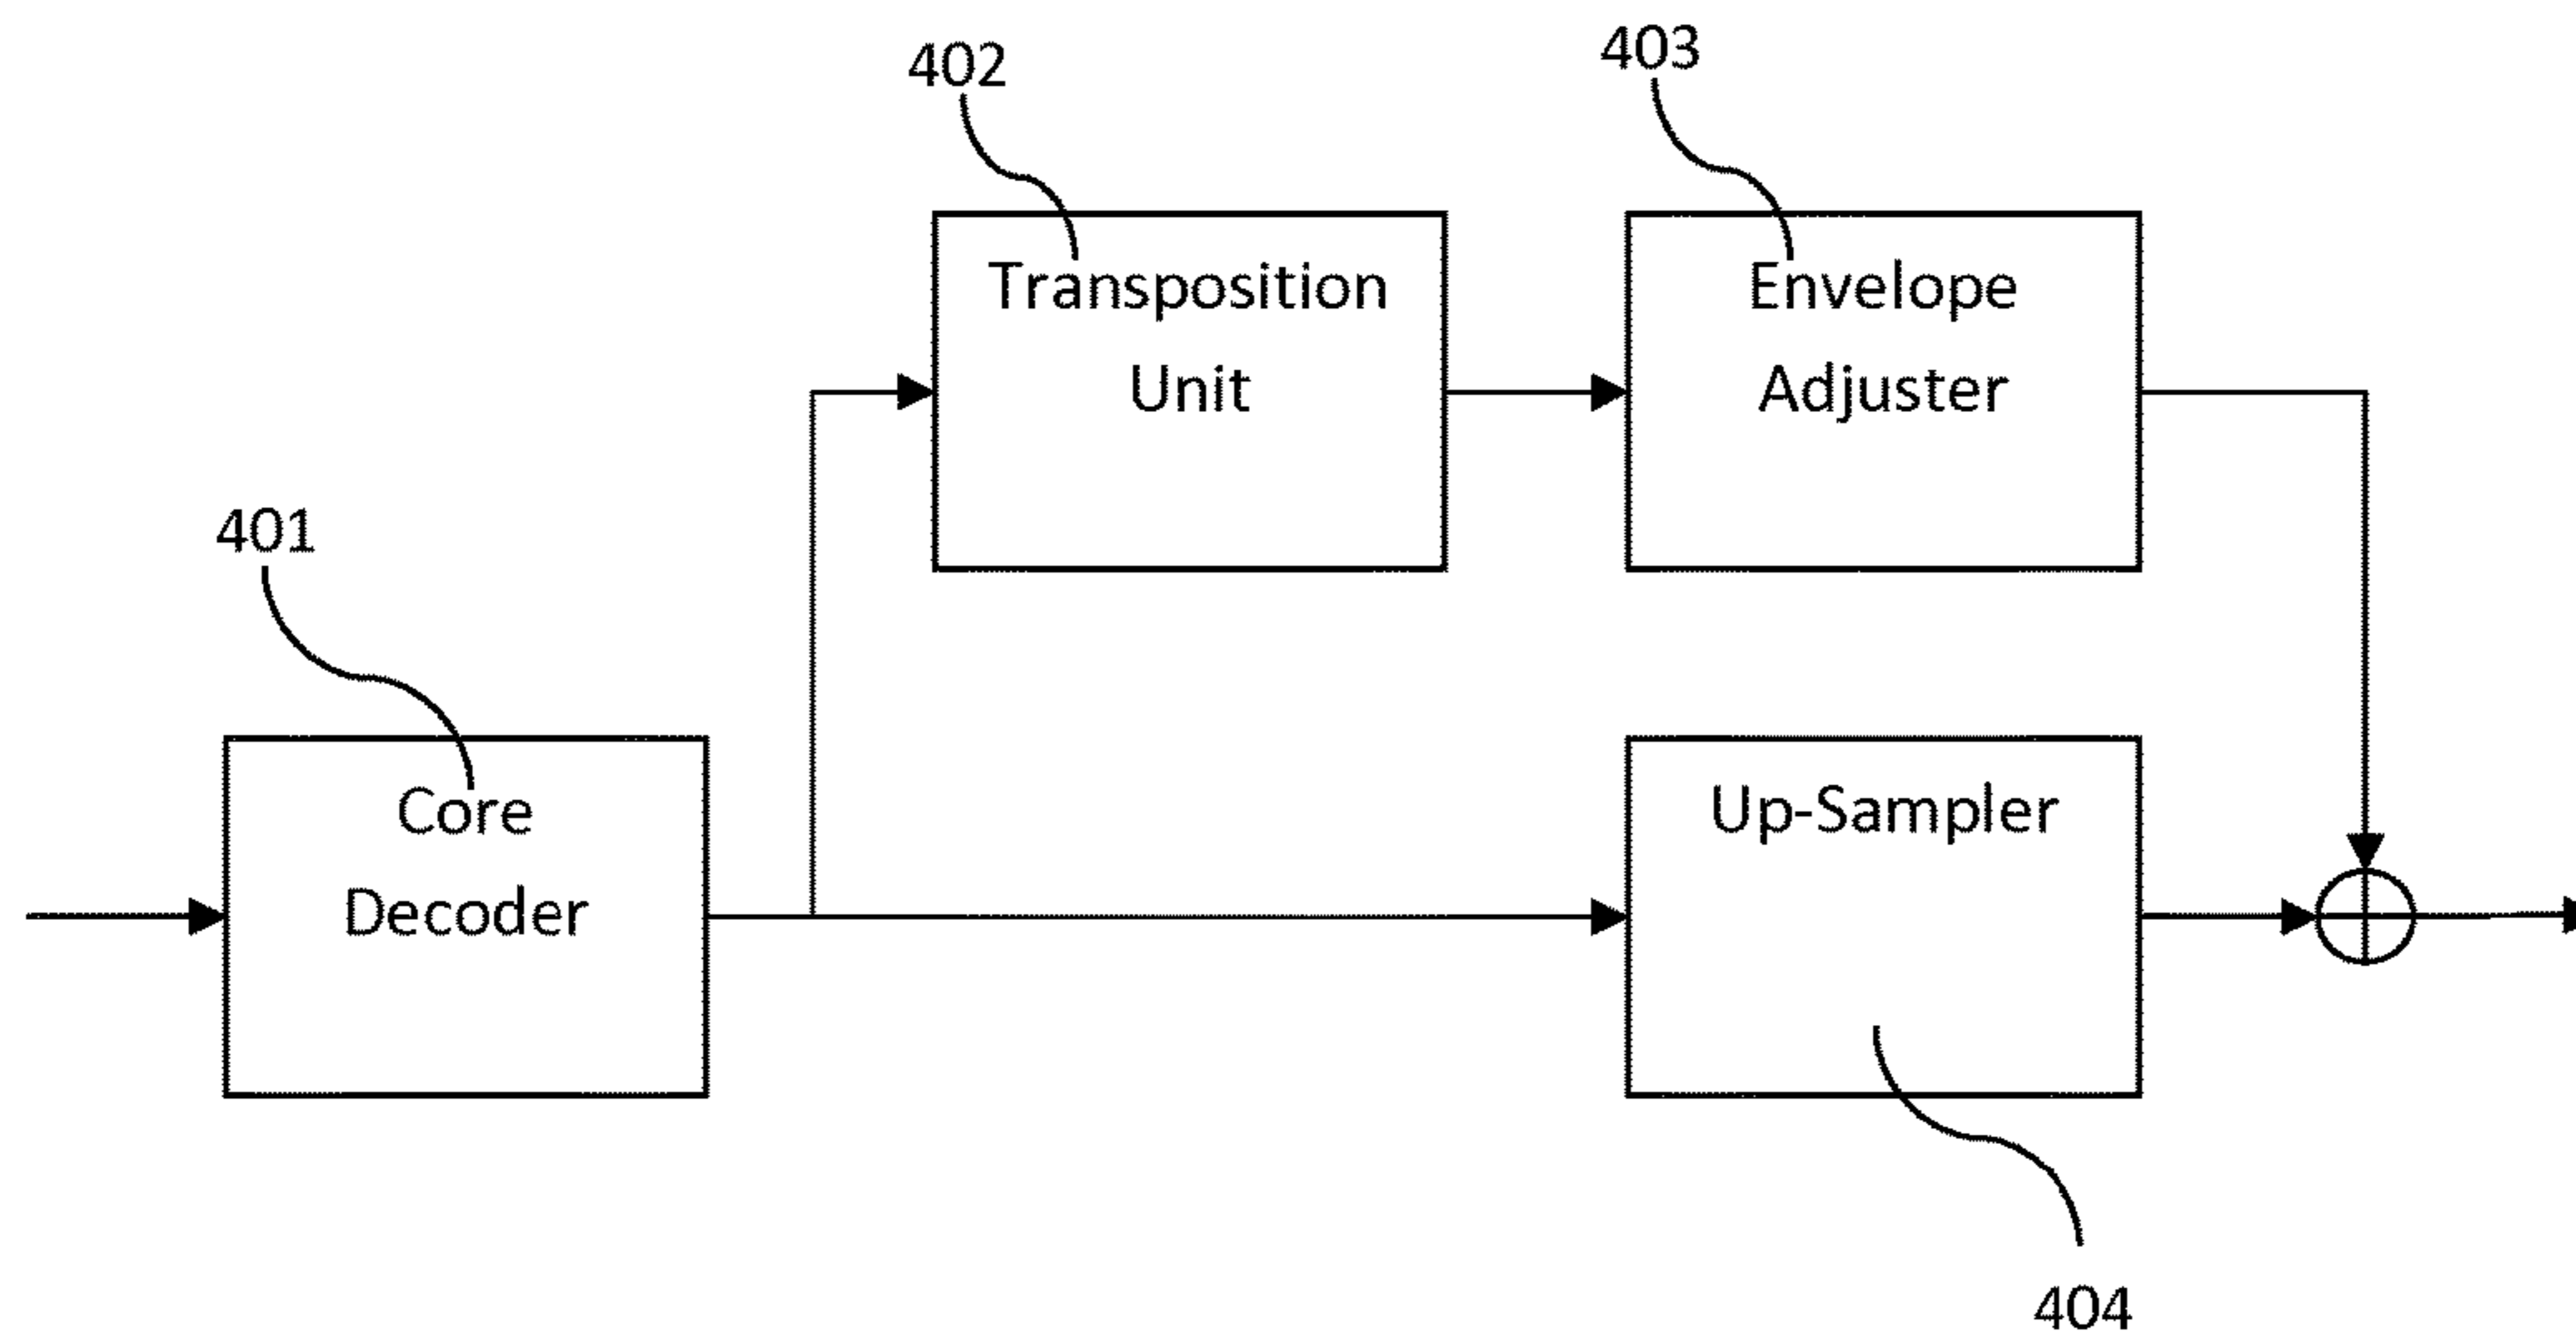 402
403
Transposition
Unit
Envelope
Adjuster
401
Core
Decoder
Up-Sampler
404